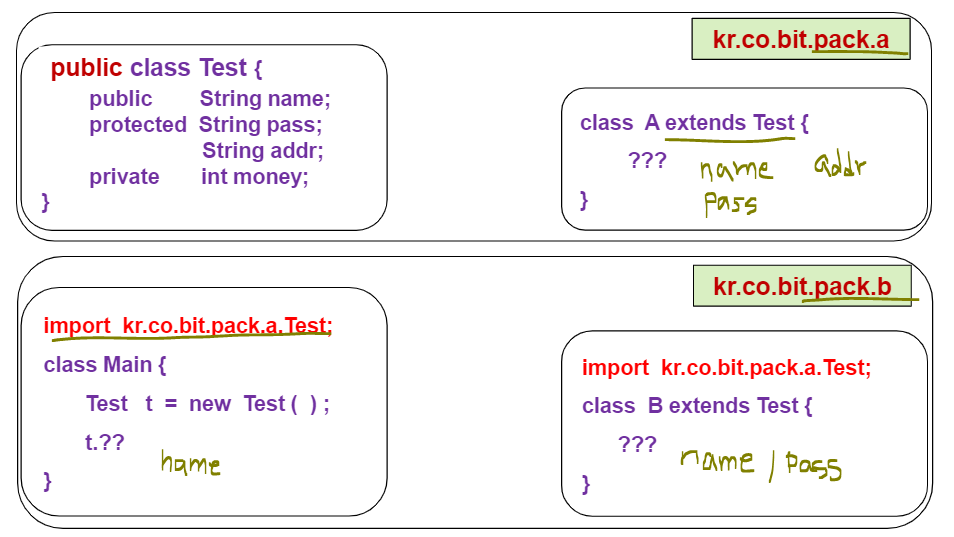 kr.co.bit.pack.a
public class Test {
public String name;
protected String pass;
String addr;
private int money;
}
class A extends Test {
??? name addr
pass
}
kr.co.bit.pack.b
import kr.co.bit.pack.a.Test;
class Main {
Test t = new Test ( ) ;
t.??
name
}
import kr.co.bit.pack.a.Test;
class B extends Test {
??? name / pass
}